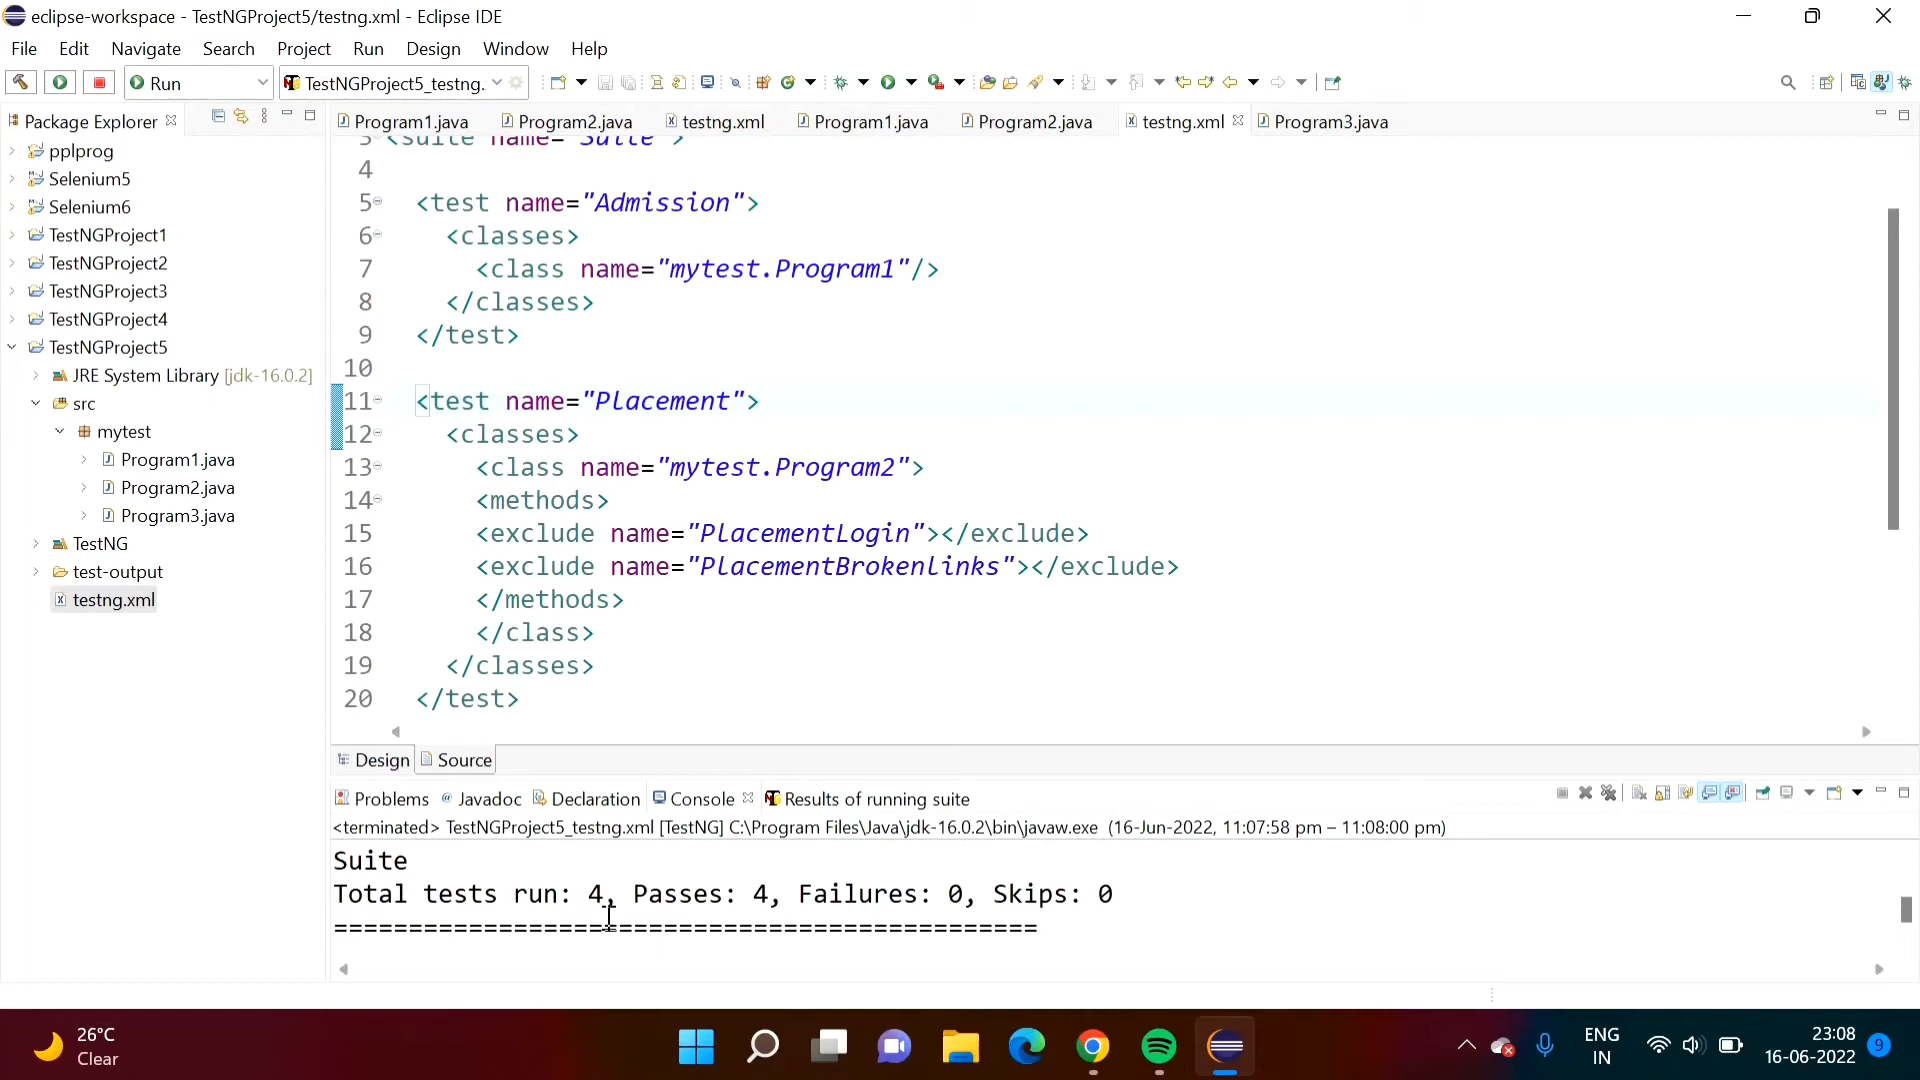 eclipse-workspace - TestNGProject5/testng.xml - Eclipse IDE
File Edit Navigate Search Project Run Design Window Help
Run TestNGProject5_testng.
Package Explorer
Program1.java Program2.java testng.xml Program1.java Program2.java testng.xml Program3.java
pplprog
Selenium5
Selenium6
TestNGProject1
TestNGProject2
TestNGProject3
TestNGProject4
TestNGProject5
JRE System Library [jdk-16.0.2]
src
mytest
Program1.java
Program2.java
Program3.java
TestNG
test-output
testng.xml
3 <suite name="Suite">
4
5 <test name="Admission">
6 <classes>
7 <class name="mytest.Program1"/>
8 </classes>
9 </test>
10
11 <test name="Placement">
12 <classes>
13 <class name="mytest.Program2">
14 <methods>
15 <exclude name="PlacementLogin"></exclude>
16 <exclude name="PlacementBrokenlinks"></exclude>
17 </methods>
18 </class>
19 </classes>
20 </test>
Design Source
Problems Javadoc Declaration Console Results of running suite
<terminated> TestNGProject5_testng.xml [TestNG] C:\Program Files\Java\jdk-16.0.2\bin\javaw.exe (16-Jun-2022, 11:07:58 pm – 11:08:00 pm)
Suite
Total tests run: 4, Passes: 4, Failures: 0, Skips: 0
===============================================
26°C
Clear
ENG
IN
23:08
16-06-2022
9